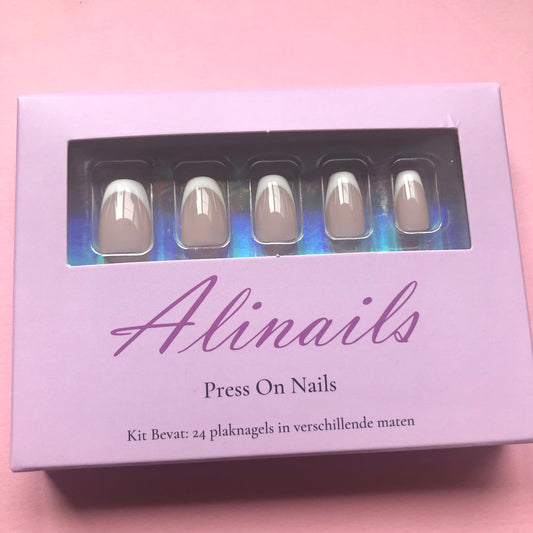 Alinails
Press On Nails
Kit Bevat: 24 plaknagels in verschillende maten